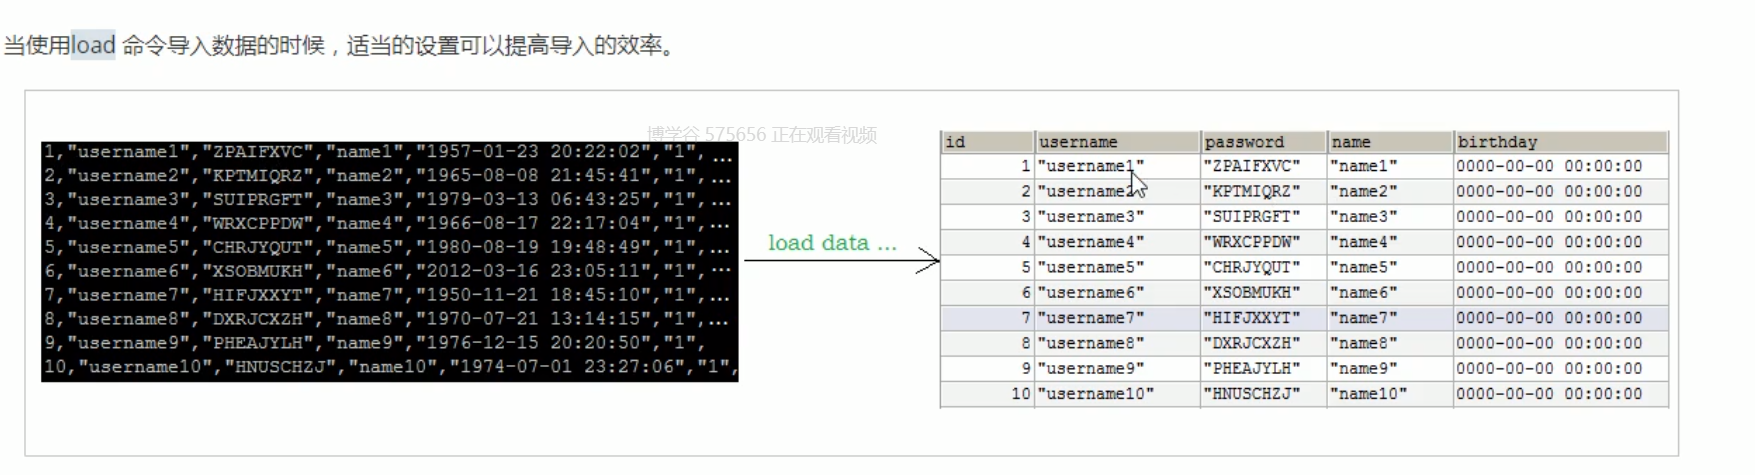 当使用load 命令导入数据的时候，适当的设置可以提高导入的效率。
博学谷 575656 正在观看视频
1,"username1","ZPAIFXVC","name1","1957-01-23 20:22:02","1", ...
2,"username2","KPTMIQRZ","name2","1965-08-08 21:45:41","1", ...
3,"username3","SUIPRGFT","name3","1979-03-13 06:43:25","1", ...
4,"username4","WRXCPPDW","name4","1966-08-17 22:17:04","1", ...
5,"username5","CHRJYQUT","name5","1980-08-19 19:48:49","1", ...
6,"username6","XSOBMUKH","name6","2012-03-16 23:05:11","1", ...
7,"username7","HIFJXXYT","name7","1950-11-21 18:45:10","1", ...
8,"username8","DXRJCXZH","name8","1970-07-21 13:14:15","1", ...
9,"username9","PHEAJYLH","name9","1976-12-15 20:20:50","1",
10,"username10","HNUSCHZJ","name10","1974-07-01 23:27:06","1",
load data ...
id username password name birthday
1 "username1" "ZPAIFXVC" "name1" 0000-00-00 00:00:00
2 "username2" "KPTMIQRZ" "name2" 0000-00-00 00:00:00
3 "username3" "SUIPRGFT" "name3" 0000-00-00 00:00:00
4 "username4" "WRXCPPDW" "name4" 0000-00-00 00:00:00
5 "username5" "CHRJYQUT" "name5" 0000-00-00 00:00:00
6 "username6" "XSOBMUKH" "name6" 0000-00-00 00:00:00
7 "username7" "HIFJXXYT" "name7" 0000-00-00 00:00:00
8 "username8" "DXRJCXZH" "name8" 0000-00-00 00:00:00
9 "username9" "PHEAJYLH" "name9" 0000-00-00 00:00:00
10 "username10" "HNUSCHZJ" "name10" 0000-00-00 00:00:00